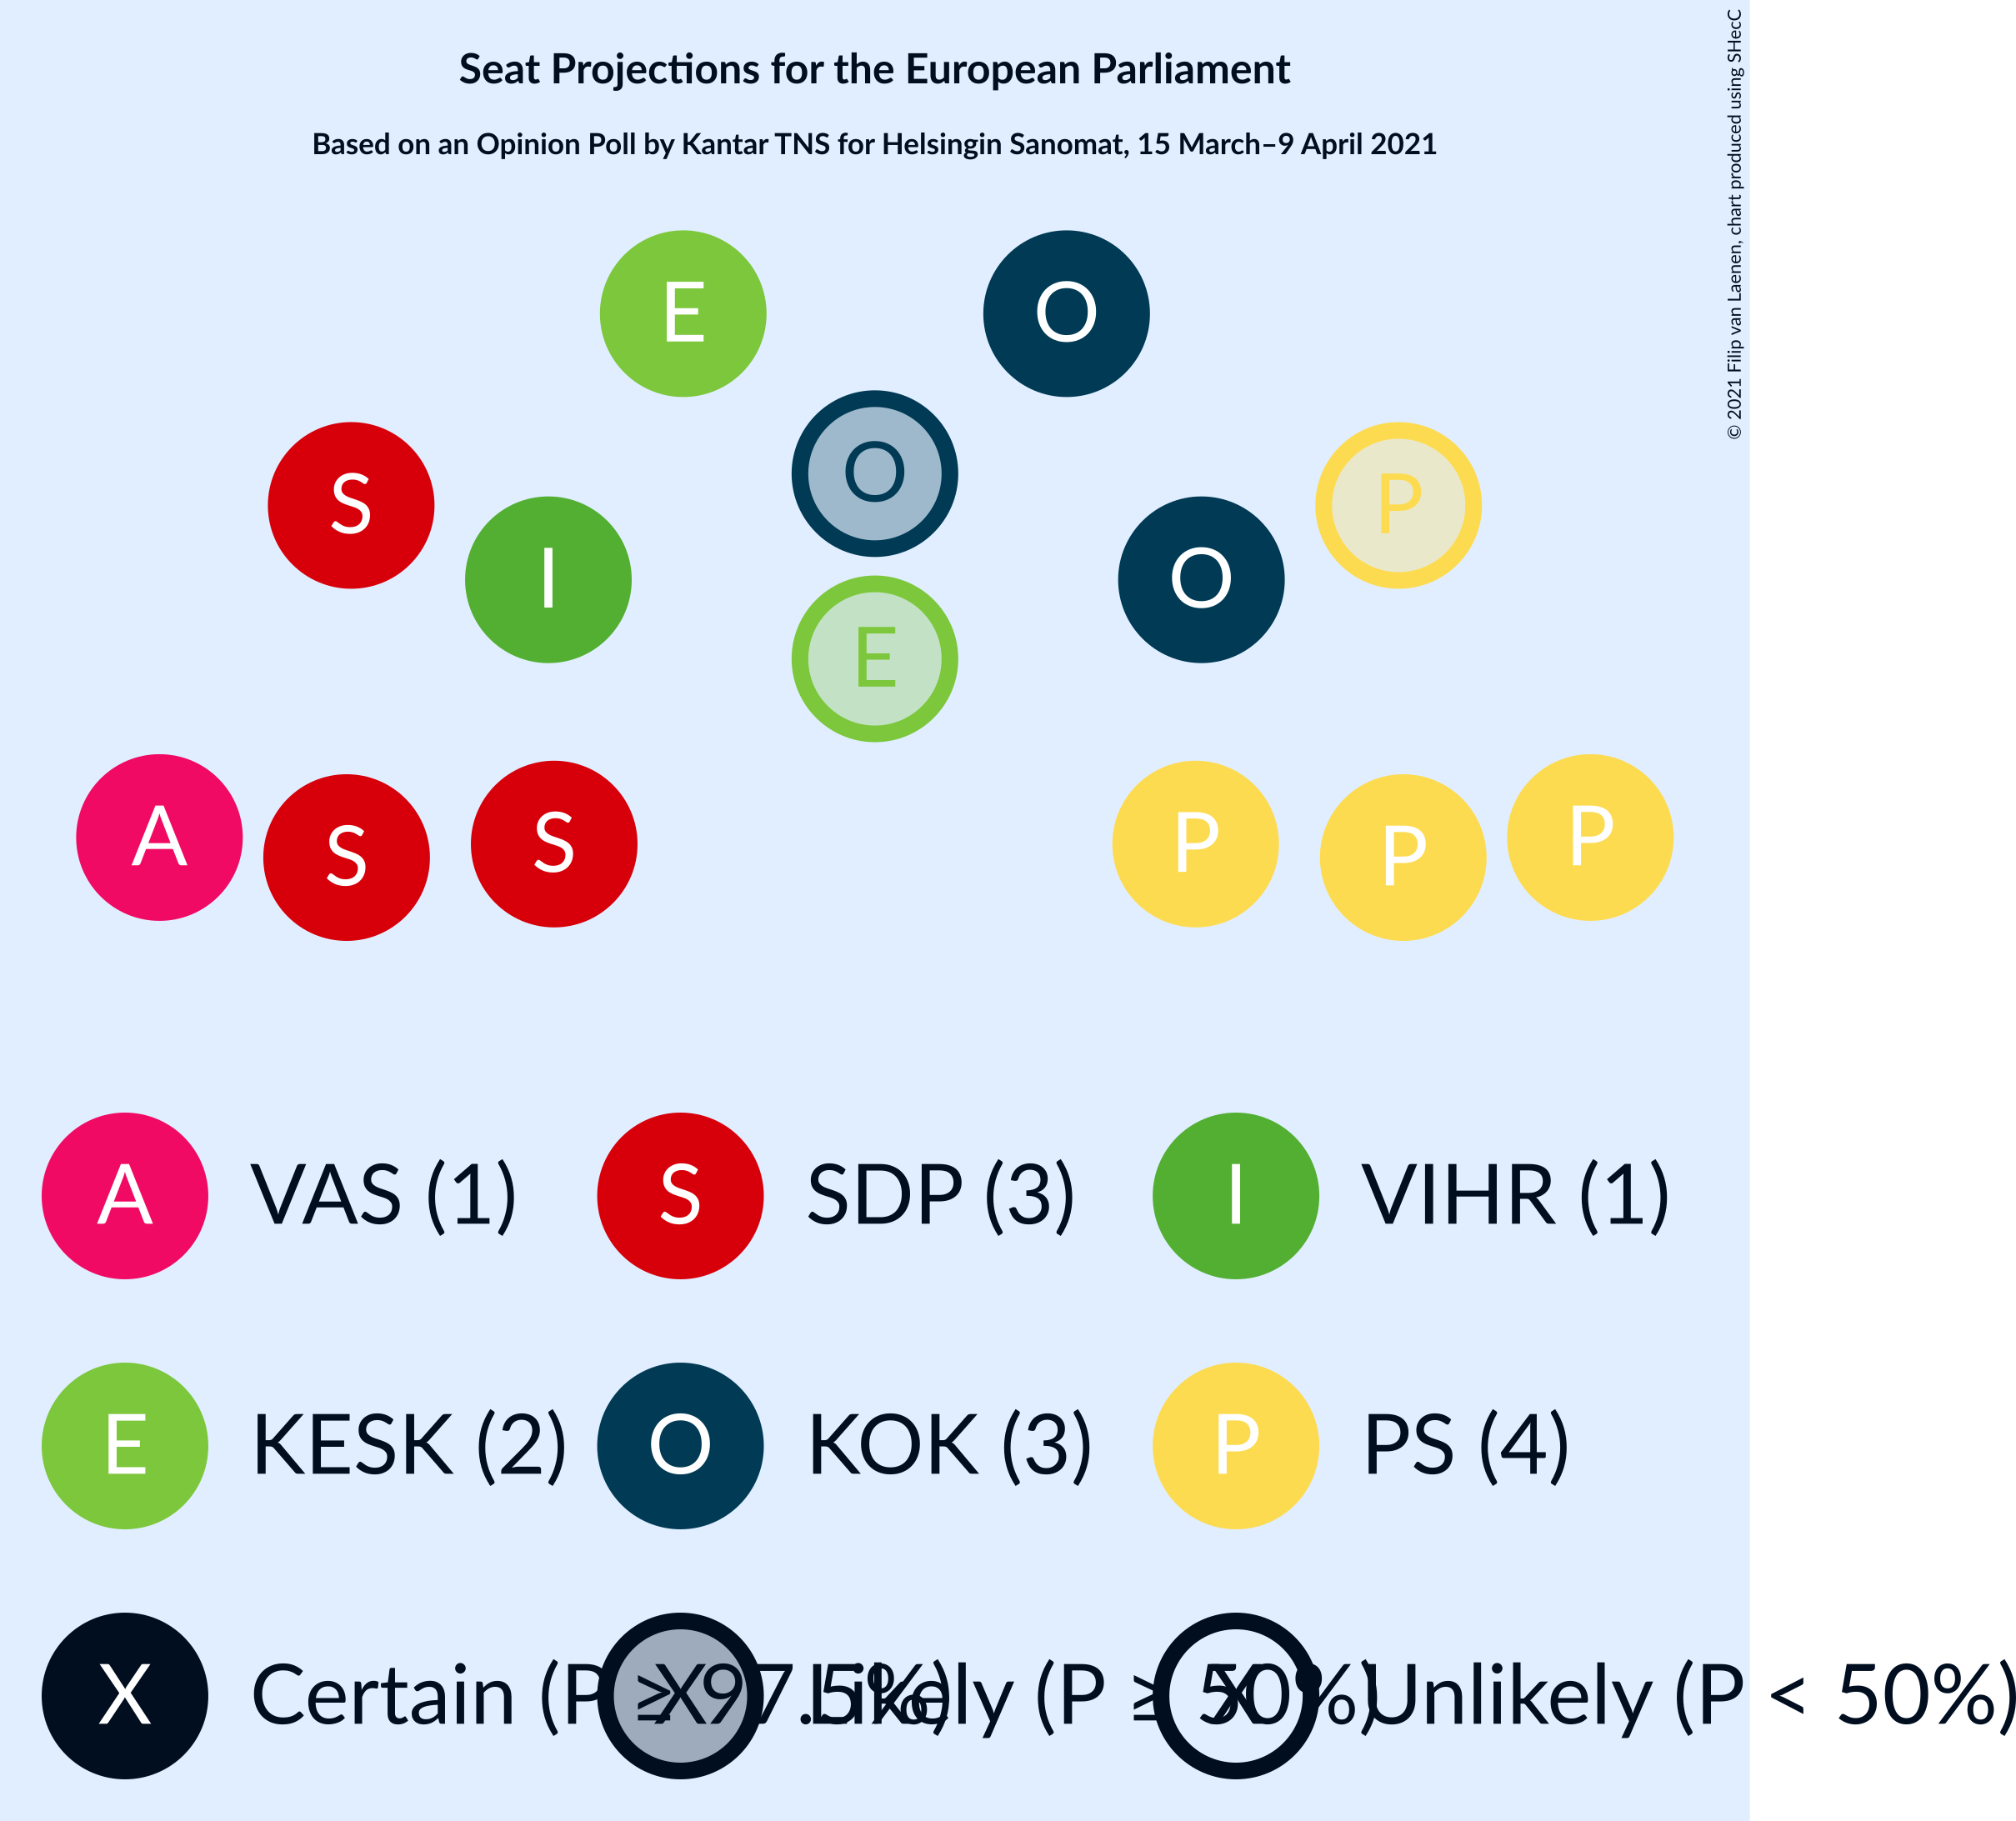 Seat Projections for the European Parliament
Based on an Opinion Poll by Kantar TNS for Helsingin Sanomat, 15 March–9 April 2021
© 2021 Filip van Laenen, chart produced using SHecC
E O
O
S P
I O
E
A S S P P P
A VAS (1) S SDP (3) I VIHR (1)
E KESK (2) O KOK (3) P PS (4)
X Certain (P ≥ 97.5%) X Likely (P ≥ 50%) X Unlikely (P < 50%)